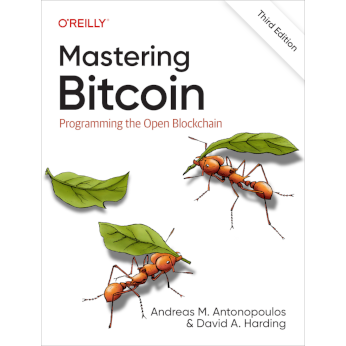 O'REILLY®
Third Edition
Mastering
Bitcoin
Programming the Open Blockchain
Andreas M. Antonopoulos
& David A. Harding